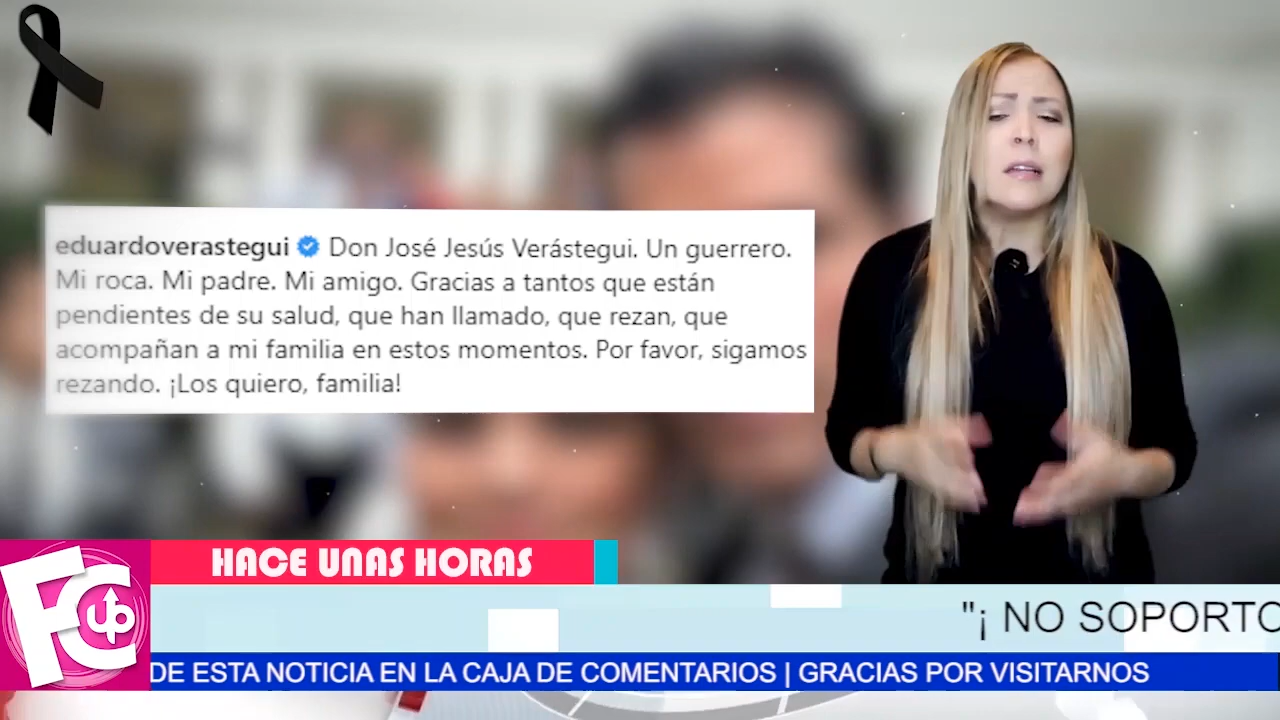 eduardoverastegui Don José Jesús Verástegui. Un guerrero.
Mi roca. Mi padre. Mi amigo. Gracias a tantos que están
pendientes de su salud, que han llamado, que rezan, que
acompañan a mi familia en estos momentos. Por favor, sigamos
rezando. ¡Los quiero, familia!
HACE UNAS HORAS
FC up
"¡ NO SOPORTO
DE ESTA NOTICIA EN LA CAJA DE COMENTARIOS | GRACIAS POR VISITARNOS